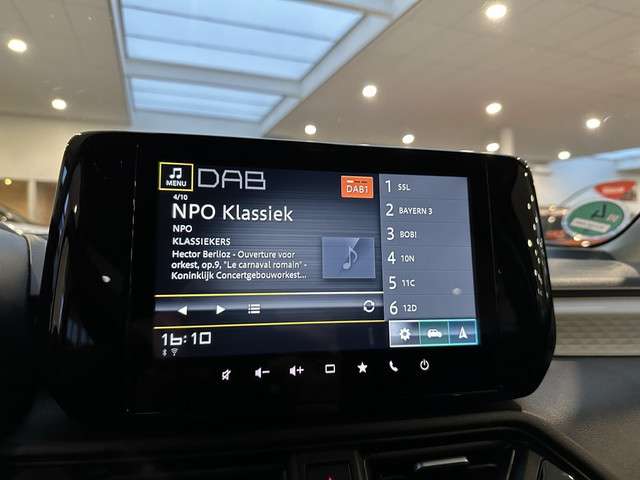 MENU
DAB
DAB1
4/10
NPO Klassiek
NPO
KLASSIEKERS
Hector Berlioz - Ouverture voor
orkest, op.9, "Le carnaval romain" -
Koninklijk Concertgebouworkest...
16:10
1 SSL
2 BAYERN 3
3 BOB!
4 10N
5 11C
6 12D